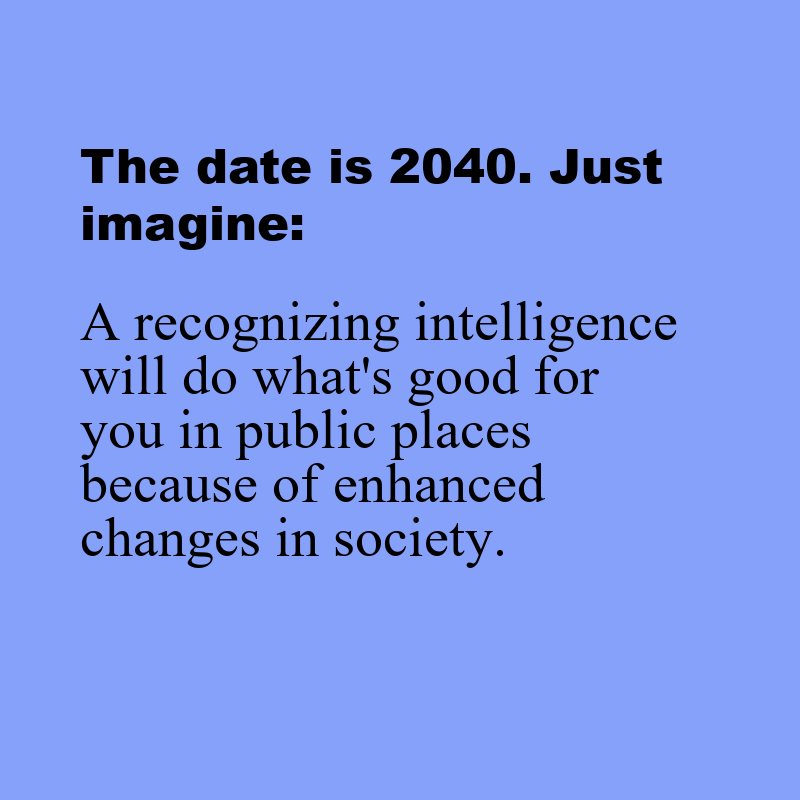 The date is 2040. Just
imagine:
A recognizing intelligence
will do what's good for
you in public places
because of enhanced
changes in society.